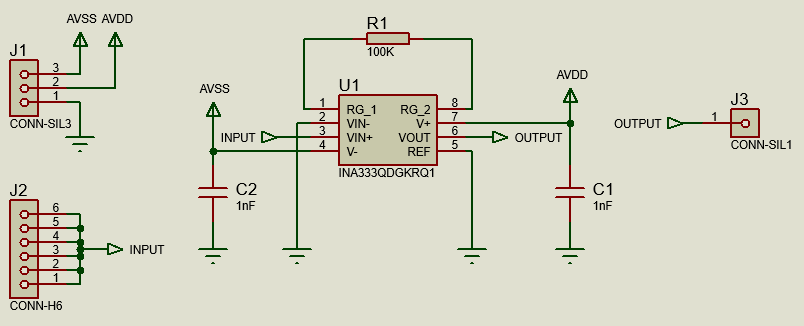 AVSS AVDD
J1
3
2
1
CONN-SIL3
R1
100K
AVSS
U1
AVDD
1 RG_1 RG_2 8
2 VIN- V+ 7
INPUT 3 VIN+ VOUT 6 OUTPUT
4 V- REF 5
INA333QDGKRQ1
OUTPUT 1 J3
CONN-SIL1
J2
6
5
4
3
2
1
INPUT
CONN-H6
C2
1nF
C1
1nF